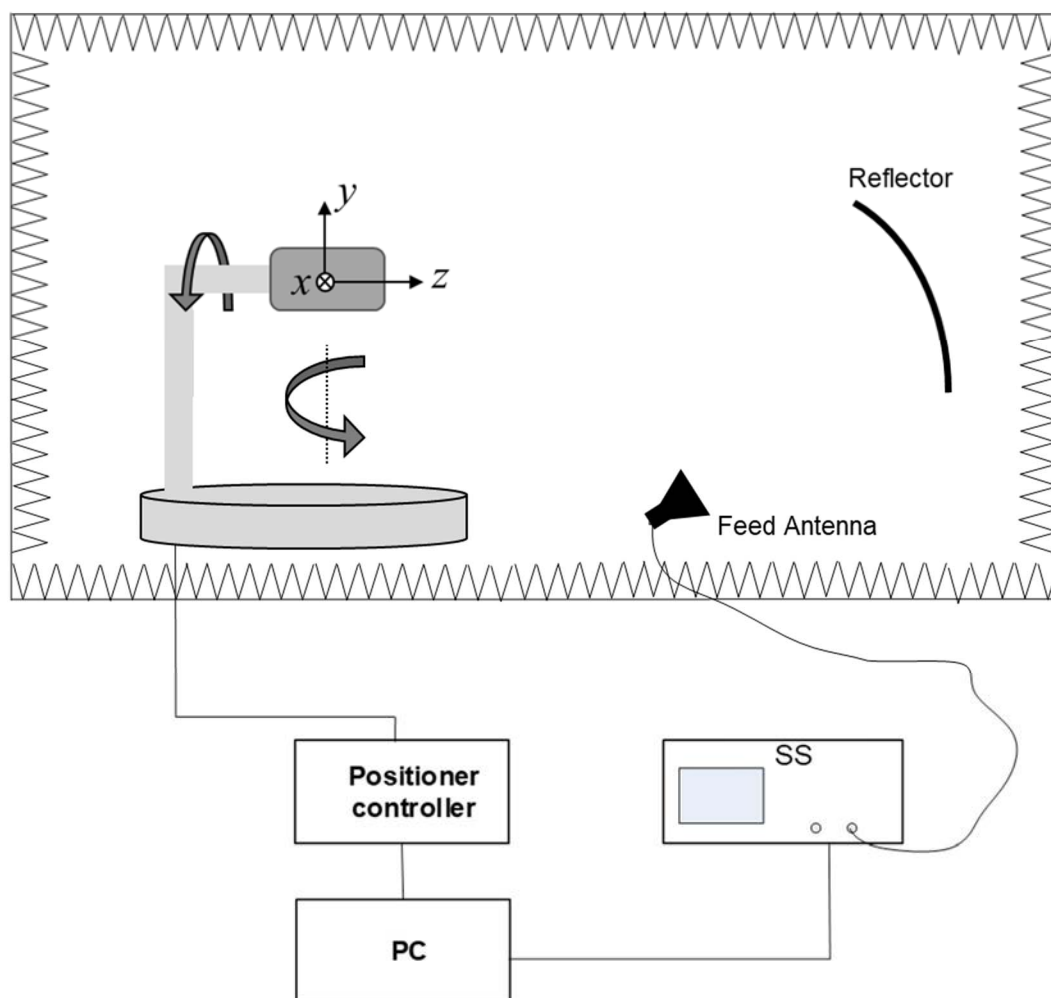 Reflector
y
x
z
Feed Antenna
SS
Positioner
controller
PC